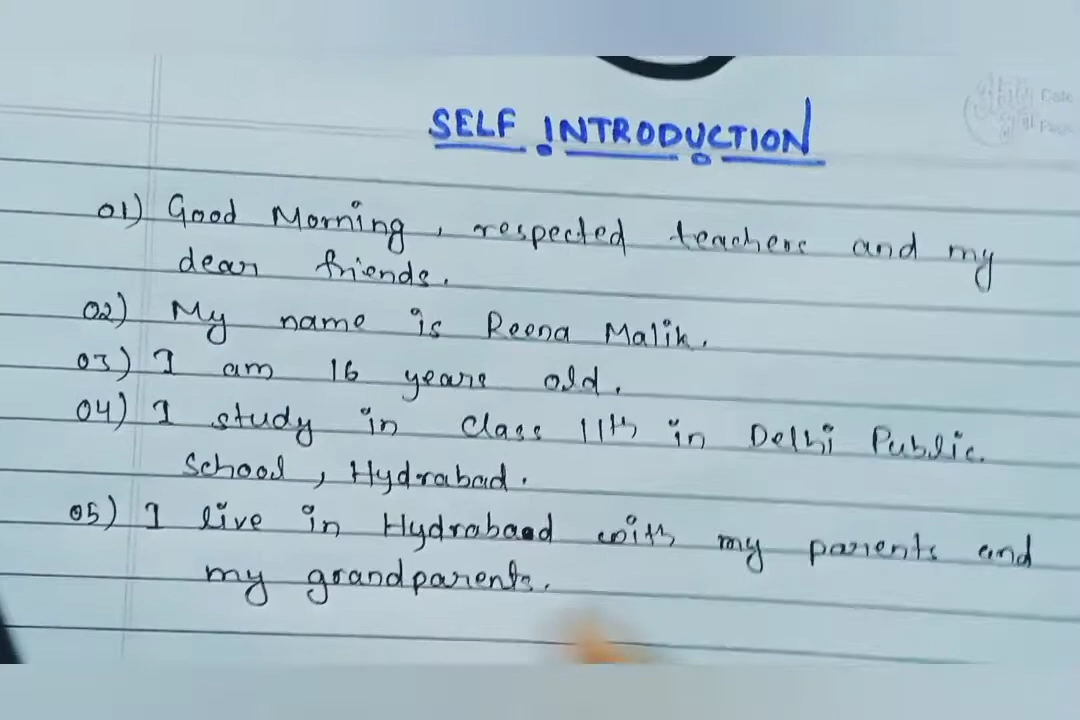 SELF INTRODUCTION
Date
Page
01) Good Morning, respected teachers and my
dear friends.
02) My name is Reena Malik.
03) I am 16 years old.
04) I study in Class 11th in Delhi Public
School, Hydrabad.
05) I live in Hydrabad with my parents and
my grandparents.